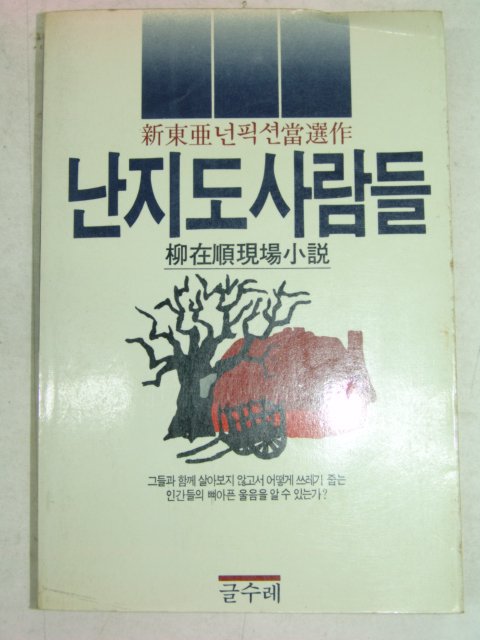 新東亜 넌픽션 當選作
난지도사람들
柳在順現場小説
그들과 함께 살아보지 않고서 어떻게 쓰레기 줍는
인간들의 뼈아픈 울음을 알 수 있는가?
글수레